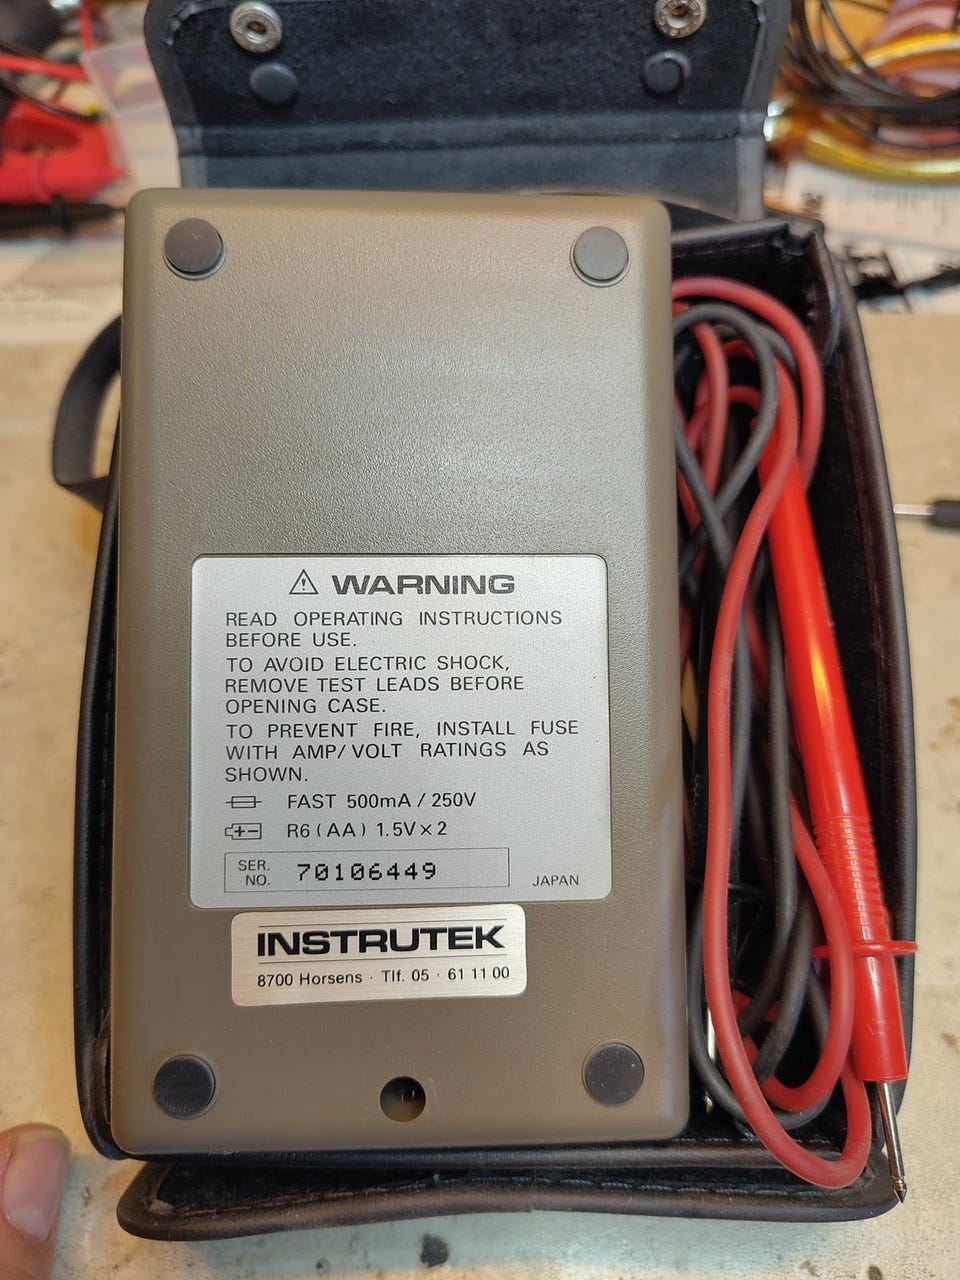 WARNING
READ OPERATING INSTRUCTIONS
BEFORE USE.
TO AVOID ELECTRIC SHOCK,
REMOVE TEST LEADS BEFORE
OPENING CASE.
TO PREVENT FIRE, INSTALL FUSE
WITH AMP/VOLT RATINGS AS
SHOWN.
FAST 500mA / 250V
R6 (AA) 1.5V×2
SER.
NO. 70106449
JAPAN
INSTRUTEK
8700 Horsens · Tlf. 05 · 61 11 00